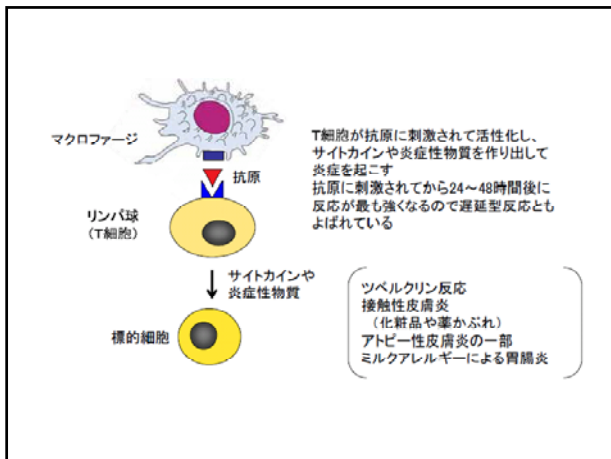 マクロファージ
抗原
リンパ球
(T細胞)
サイトカインや
炎症性物質
標的細胞
T細胞が抗原に刺激されて活性化し、
サイトカインや炎症性物質を作り出して
炎症を起こす
抗原に刺激されてから24~48時間後に
反応が最も強くなるので遅延型反応とも
よばれている
ツベルクリン反応
接触性皮膚炎
(化粧品や薬かぶれ)
アトピー性皮膚炎の一部
ミルクアレルギーによる胃腸炎